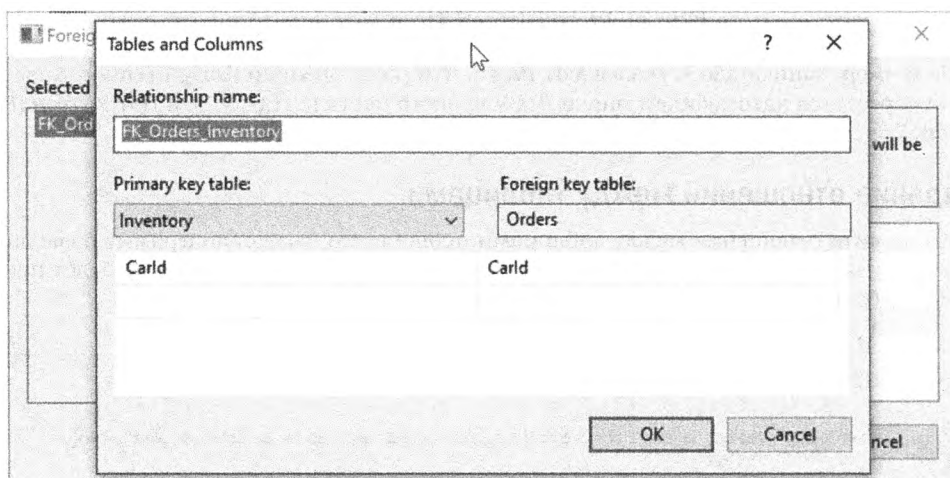 Foreig
Tables and Columns
?
Selected
Relationship name:
FK_Ord
FK_Orders_Inventory
will be
Primary key table:
Foreign key table:
Inventory
Orders
CarId
CarId
OK
Cancel
ncel